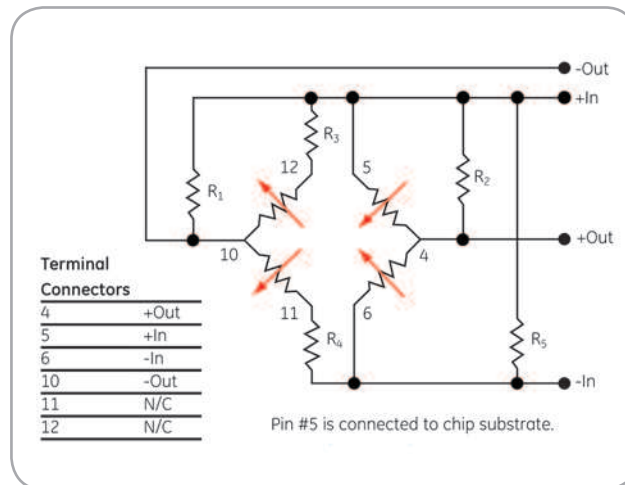 -Out
+In
R3
12
5
R1
R2
10
4
+Out
Terminal
Connectors
11
6
4 +Out
5 +In
6 -In
10 -Out
11 N/C
12 N/C
R4
R5
-In
Pin #5 is connected to chip substrate.